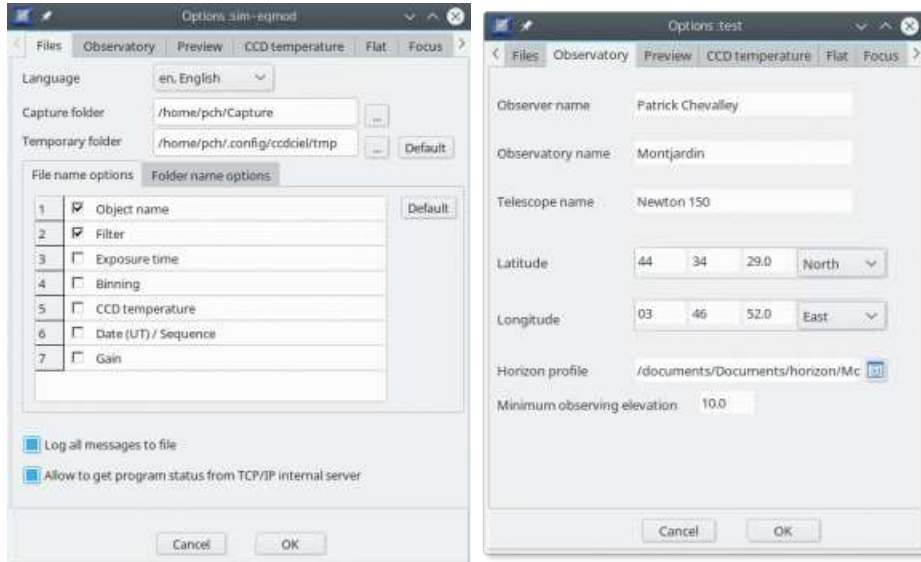 Options :sim-eqmod
Files Observatory Preview CCD temperature Flat Focus
Language en, English
Capture folder /home/pch/Capture ...
Temporary folder /home/pch/.config/ccdciel/tmp ... Default
File name options Folder name options
1 Object name Default
2 Filter
3 Exposure time
4 Binning
5 CCD temperature
6 Date (UT) / Sequence
7 Gain
Log all messages to file
Allow to get program status from TCP/IP internal server
Cancel OK
Options :test
Files Observatory Preview CCD temperature Flat Focus
Observer name Patrick Chevalley
Observatory name Montjardin
Telescope name Newton 150
Latitude 44 34 29.0 North
Longitude 03 46 52.0 East
Horizon profile /documents/Documents/horizon/Mc
Minimum observing elevation 10.0
Cancel OK